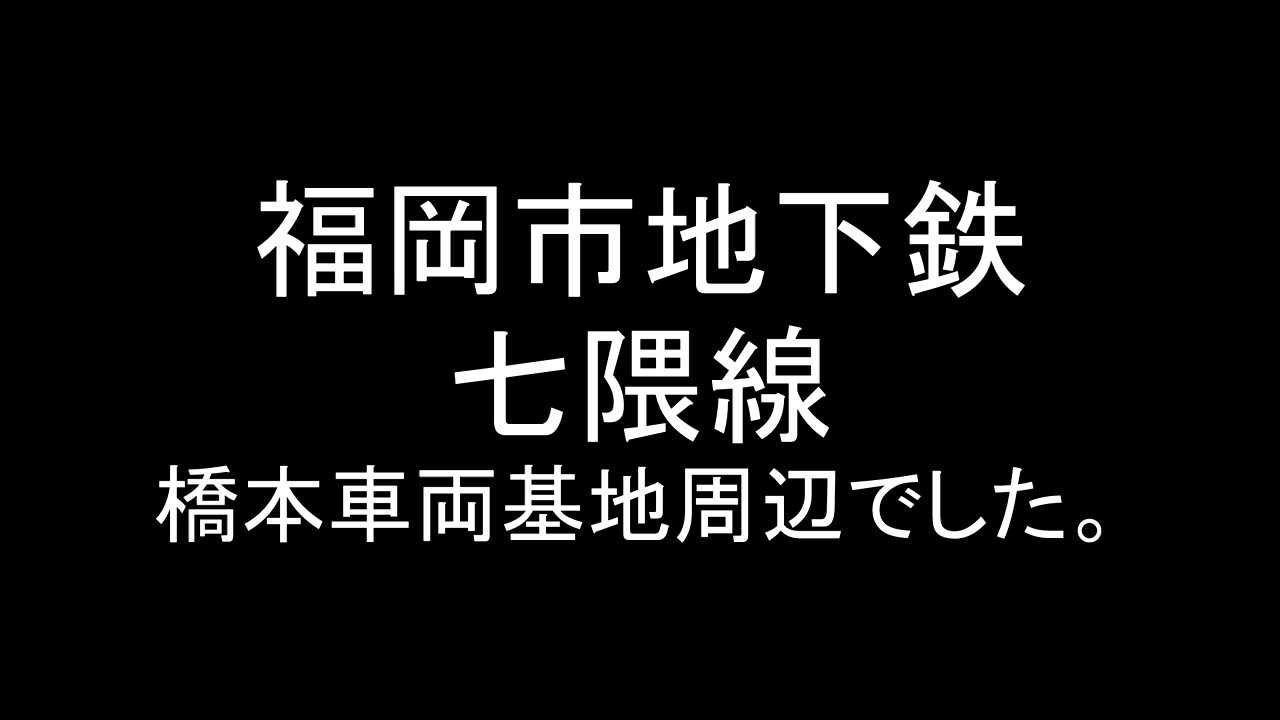 福岡市地下鉄
七隈線
橋本車両基地周辺でした。